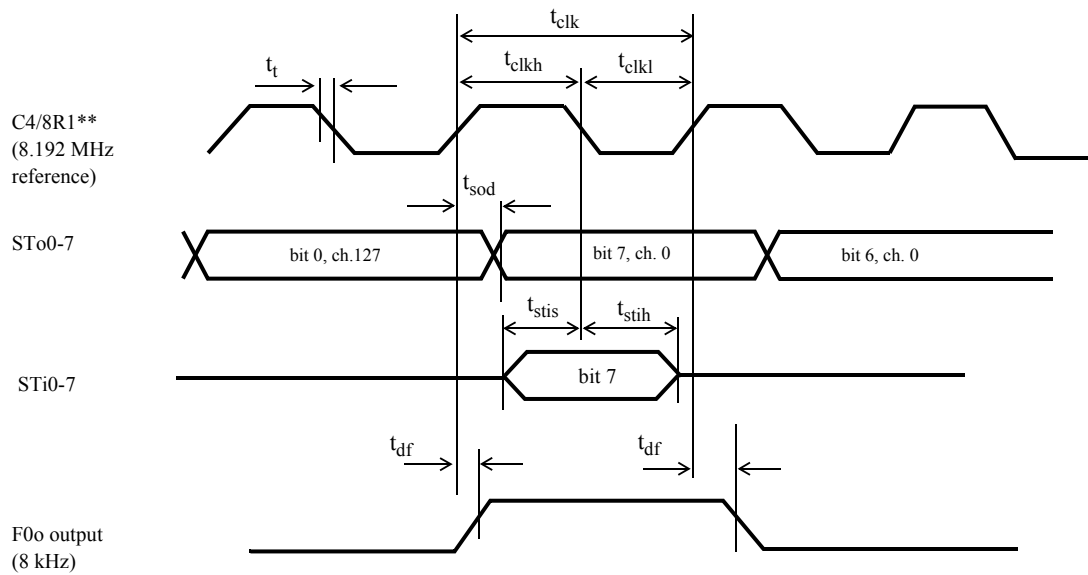 t_clk
t_clkh
t_clkl
t_t
C4/8R1**
(8.192 MHz
reference)
t_sod
STo0-7
bit 0, ch.127
bit 7, ch. 0
bit 6, ch. 0
t_stis
t_stih
STi0-7
bit 7
t_df
t_df
F0o output
(8 kHz)